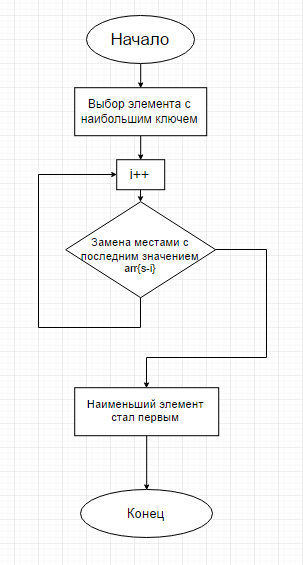 Начало
Выбор элемента с
наибольшим ключем
i++
Замена местами с
последним значением
arr{s-i}
Наименьший элемент
стал первым
Конец